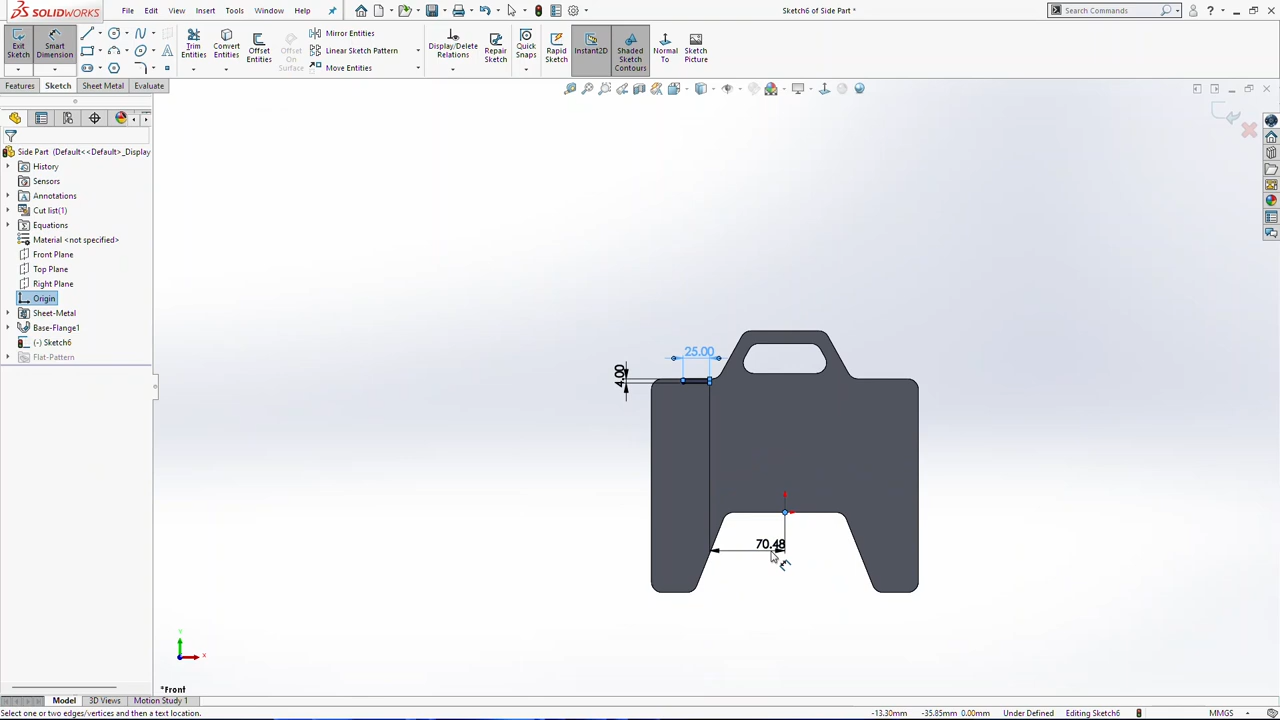 SOLIDWORKS
File
Edit
View
Insert
Tools
Window
Help
Sketch6 of Side Part *
Search Commands
Exit
Sketch
Smart
Dimension
Trim
Entities
Convert
Entities
Offset
Entities
Offset
On
Surface
Mirror Entities
Linear Sketch Pattern
Move Entities
Display/Delete
Relations
Repair
Sketch
Quick
Snaps
Rapid
Sketch
Instant2D
Shaded
Sketch
Contours
Normal
To
Sketch
Picture
Features
Sketch
Sheet Metal
Evaluate
Side Part (Default<<Default>_Display
History
Sensors
Annotations
Cut list(1)
Equations
Material <not specified>
Front Plane
Top Plane
Right Plane
Origin
Sheet-Metal
Base-Flange1
(-) Sketch6
Flat-Pattern
25.00
4.00
70.48
Y
X
*Front
Model
3D Views
Motion Study 1
Select one or two edges/vertices and then a text location.
-13.30mm
-35.85mm
0.00mm
Under Defined
Editing Sketch6
MMGS